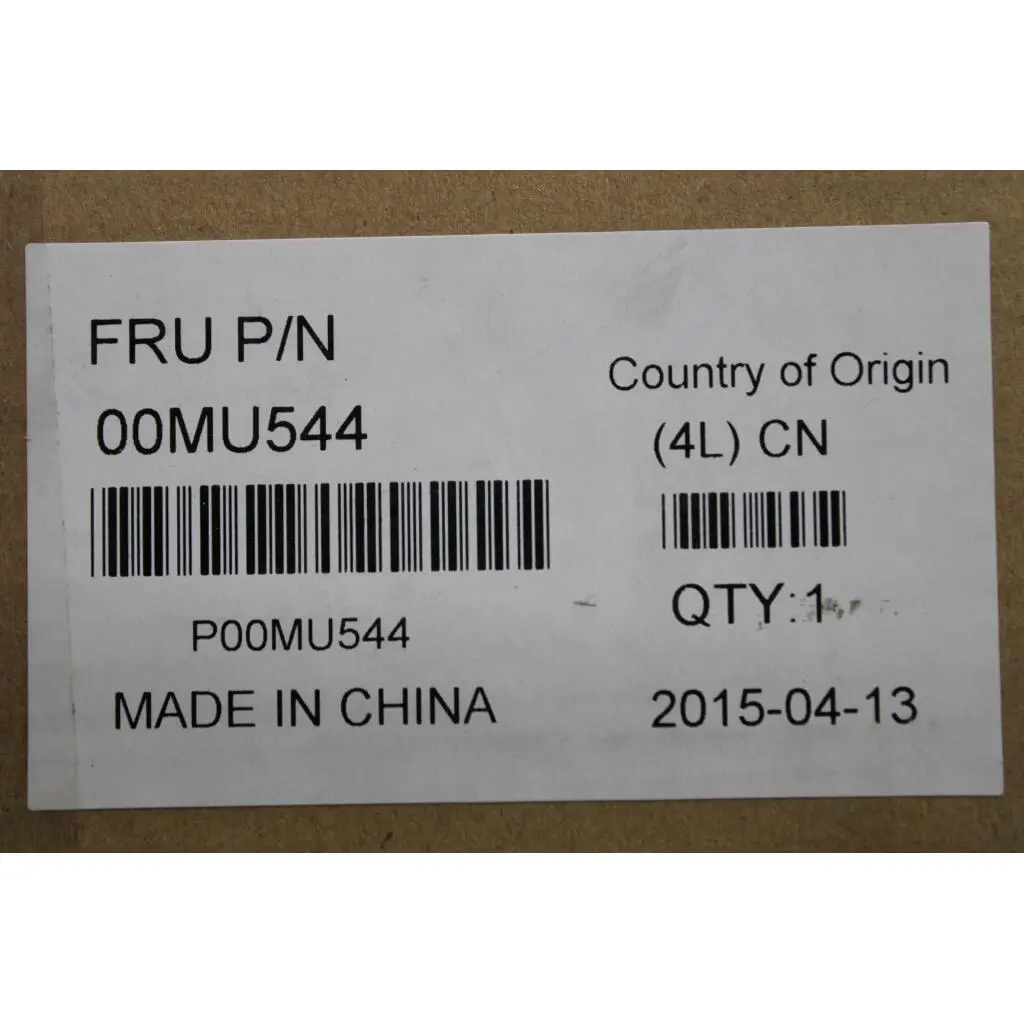 FRU P/N
00MU544
P00MU544
MADE IN CHINA
Country of Origin
(4L) CN
QTY:1
2015-04-13